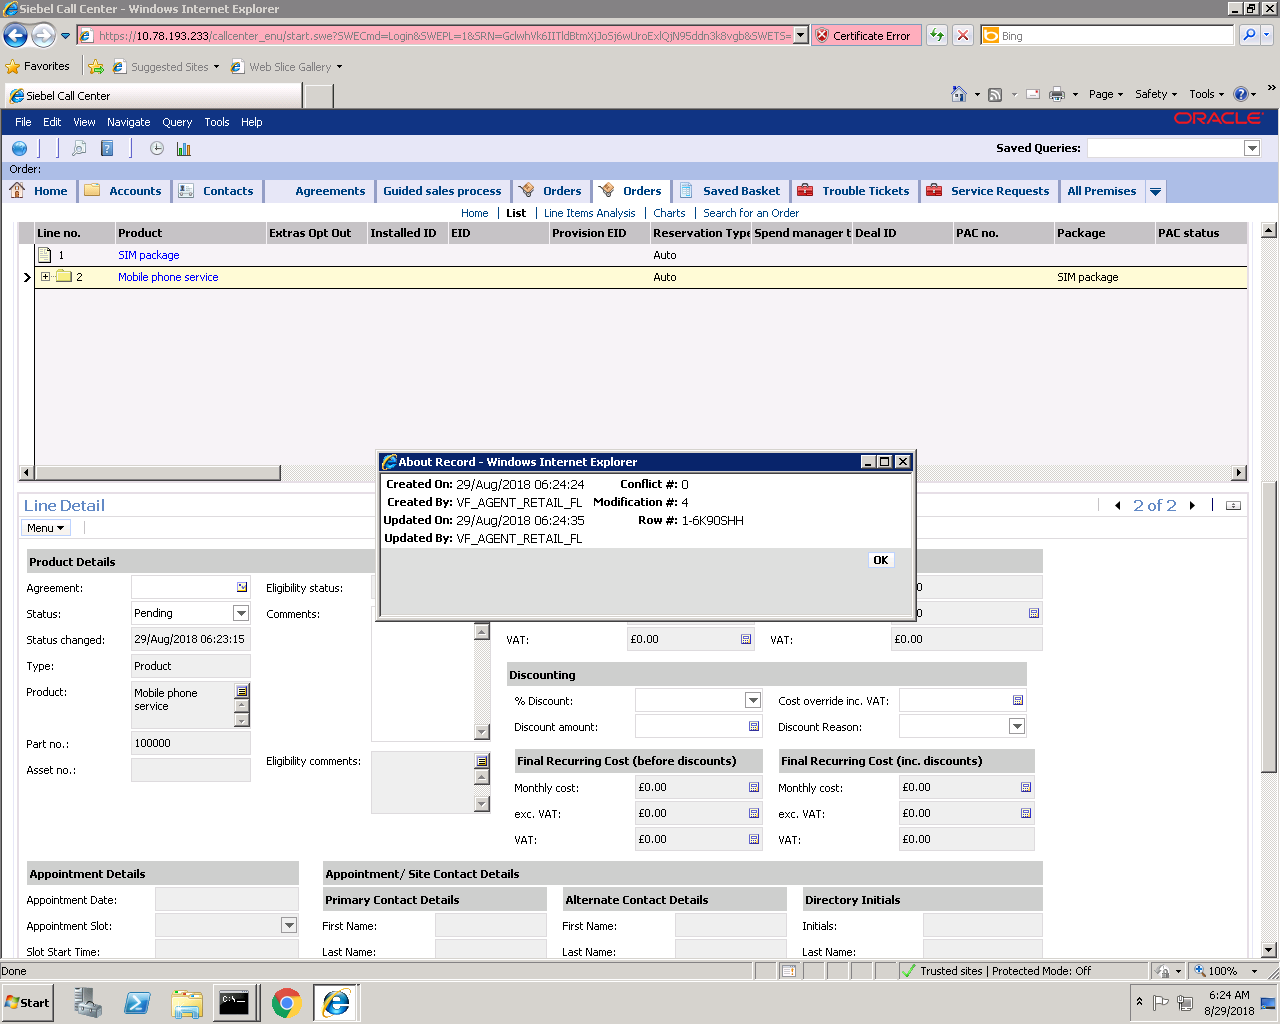 Siebel Call Center - Windows Internet Explorer
https://10.78.193.233/callcenter_enu/start.swe?SWECmd=Login&SWEPL=1&SRN=GclwhVk6IITldBtmXjJoSj6wUroExlQjN95ddn3k8vgb&SWETS=
Certificate Error
Bing
Favorites
Suggested Sites
Web Slice Gallery
Siebel Call Center
Page Safety Tools
File Edit View Navigate Query Tools Help
ORACLE
Saved Queries:
Order:
Home Accounts Contacts Agreements Guided sales process Orders Orders Saved Basket Trouble Tickets Service Requests All Premises
Home List Line Items Analysis Charts Search for an Order
Line no. Product Extras Opt Out Installed ID EID Provision EID Reservation Type Spend manager t Deal ID PAC no. Package PAC status
1 SIM package Auto
2 Mobile phone service Auto SIM package
About Record - Windows Internet Explorer
Created On: 29/Aug/2018 06:24:24 Conflict #: 0
Created By: VF_AGENT_RETAIL_FL Modification #: 4
Updated On: 29/Aug/2018 06:24:35 Row #: 1-6K90SHH
Updated By: VF_AGENT_RETAIL_FL
OK
Line Detail
2 of 2
Menu
Product Details
Agreement:
Eligibility status:
0
Status: Pending
Comments:
0
Status changed: 29/Aug/2018 06:23:15
VAT: £0.00
VAT: £0.00
Type: Product
Discounting
Product: Mobile phone service
% Discount:
Cost override inc. VAT:
Discount amount:
Discount Reason:
Part no.: 100000
Asset no.:
Eligibility comments:
Final Recurring Cost (before discounts)
Final Recurring Cost (inc. discounts)
Monthly cost: £0.00
Monthly cost: £0.00
exc. VAT: £0.00
exc. VAT: £0.00
VAT: £0.00
VAT: £0.00
Appointment Details
Appointment/ Site Contact Details
Appointment Date:
Primary Contact Details
Alternate Contact Details
Directory Initials
Appointment Slot:
First Name:
First Name:
Initials:
Slot Start Time:
Last Name:
Last Name:
Last Name:
Done
Trusted sites | Protected Mode: Off
100%
Start
6:24 AM
8/29/2018